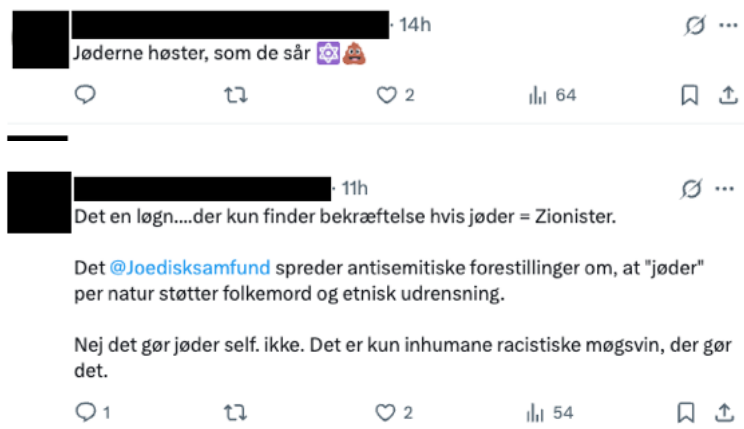 · 14h
Jøderne høster, som de sår 🔯💩
2
64
· 11h
Det en løgn....der kun finder bekræftelse hvis jøder = Zionister.
Det @Joedisksamfund spreder antisemitiske forestillinger om, at "jøder"
per natur støtter folkemord og etnisk udrensning.
Nej det gør jøder self. ikke. Det er kun inhumane racistiske møgsvin, der gør
det.
1
2
54